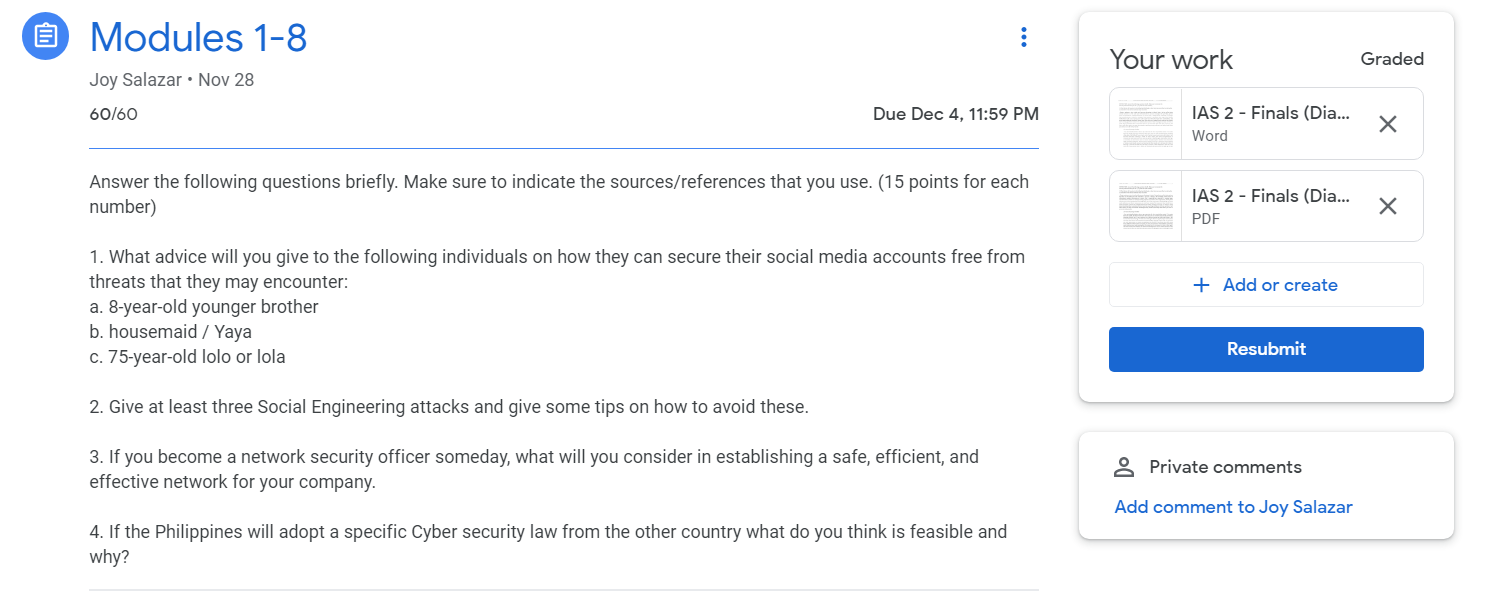 Modules 1-8
Joy Salazar • Nov 28
60/60
Due Dec 4, 11:59 PM
Answer the following questions briefly. Make sure to indicate the sources/references that you use. (15 points for each
number)
1. What advice will you give to the following individuals on how they can secure their social media accounts free from
threats that they may encounter:
a. 8-year-old younger brother
b. housemaid / Yaya
c. 75-year-old lolo or lola
2. Give at least three Social Engineering attacks and give some tips on how to avoid these.
3. If you become a network security officer someday, what will you consider in establishing a safe, efficient, and
effective network for your company.
4. If the Philippines will adopt a specific Cyber security law from the other country what do you think is feasible and
why?
Your work
Graded
IAS 2 - Finals (Dia...
Word
IAS 2 - Finals (Dia...
PDF
+ Add or create
Resubmit
Private comments
Add comment to Joy Salazar